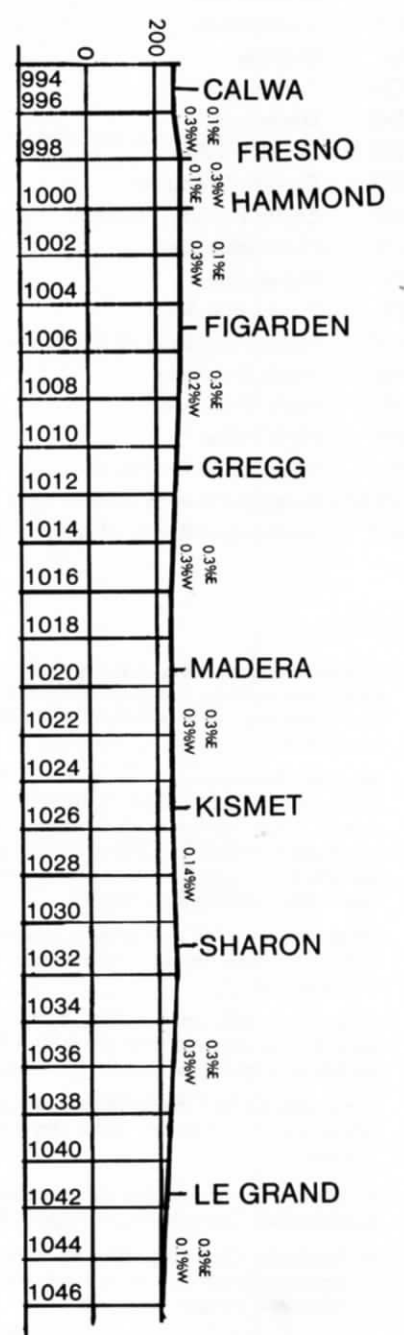 0 200
994
CALWA
996
0.1%E
0.3%W
998
FRESNO
0.3%W
0.1%E
1000
HAMMOND
1002
0.1%E
0.3%W
1004
FIGARDEN
1006
1008
0.3%E
0.2%W
1010
GREGG
1012
1014
0.3%E
0.3%W
1016
1018
MADERA
1020
1022
0.3%E
0.3%W
1024
KISMET
1026
1028
0.14%W
1030
SHARON
1032
1034
1036
0.3%E
0.3%W
1038
1040
LE GRAND
1042
1044
0.3%E
0.1%W
1046